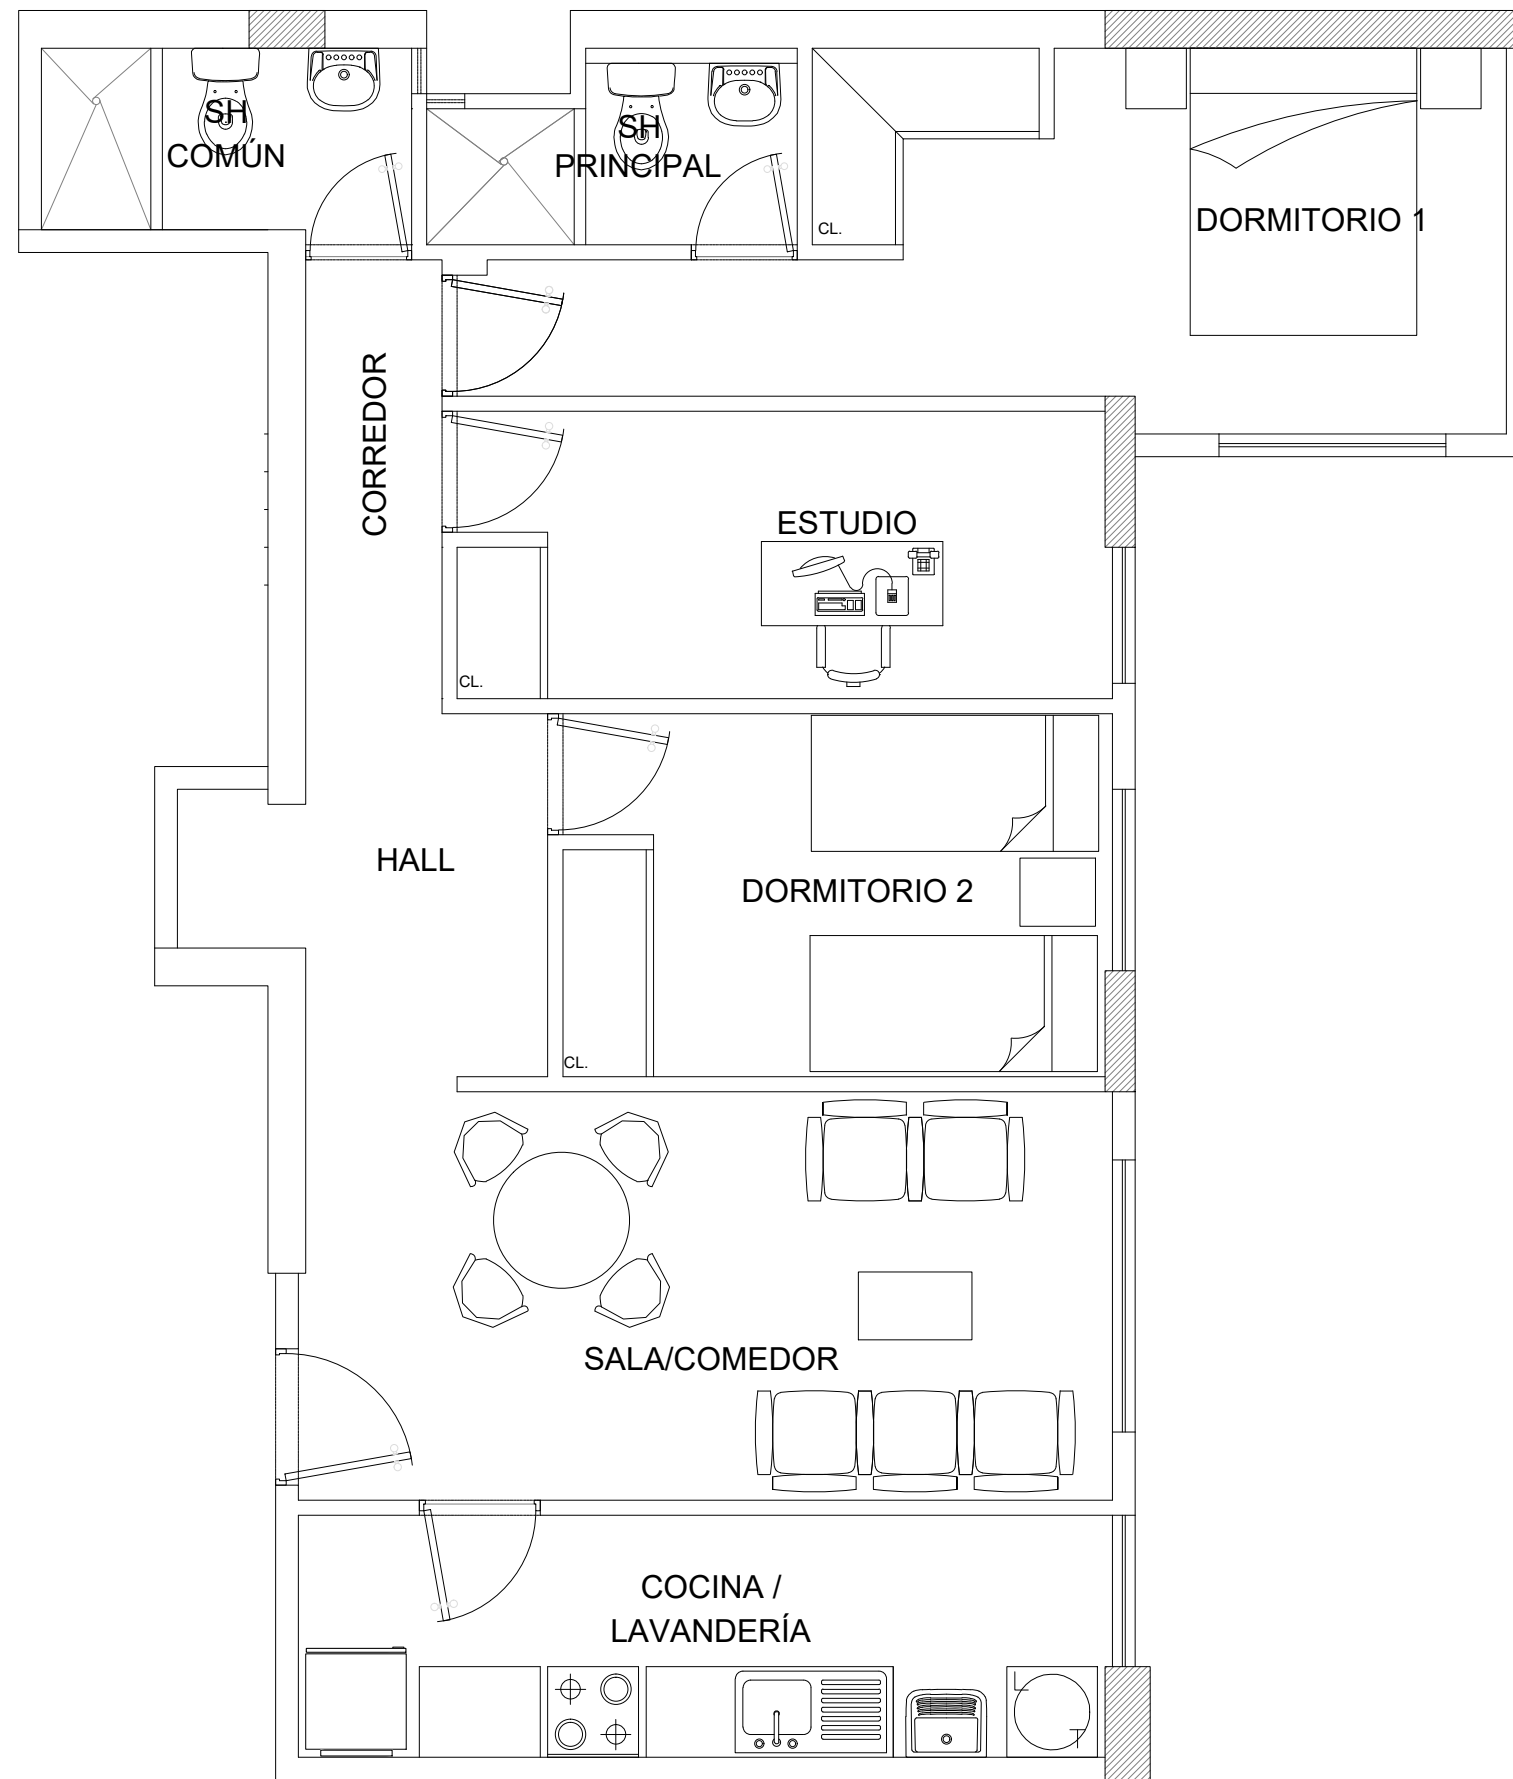 SH
COMÚN
SH
PRINCIPAL
CL.
DORMITORIO 1
CORREDOR
ESTUDIO
CL.
HALL
DORMITORIO 2
CL.
SALA/COMEDOR
COCINA /
LAVANDERÍA
L
T